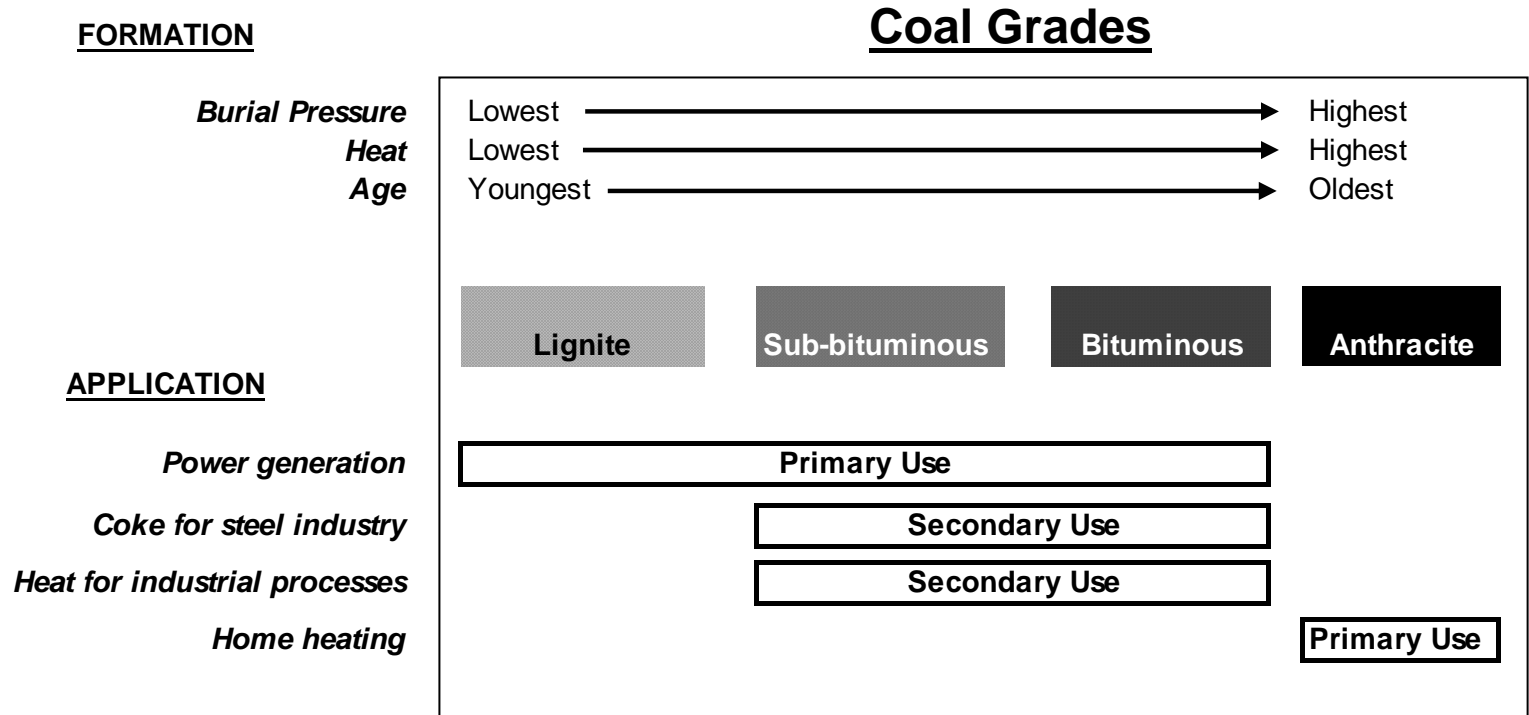 FORMATION
Coal Grades
Burial Pressure Lowest Highest
Heat Lowest Highest
Age Youngest Oldest
Lignite Sub-bituminous Bituminous Anthracite
APPLICATION
Power generation Primary Use
Coke for steel industry Secondary Use
Heat for industrial processes Secondary Use
Home heating Primary Use